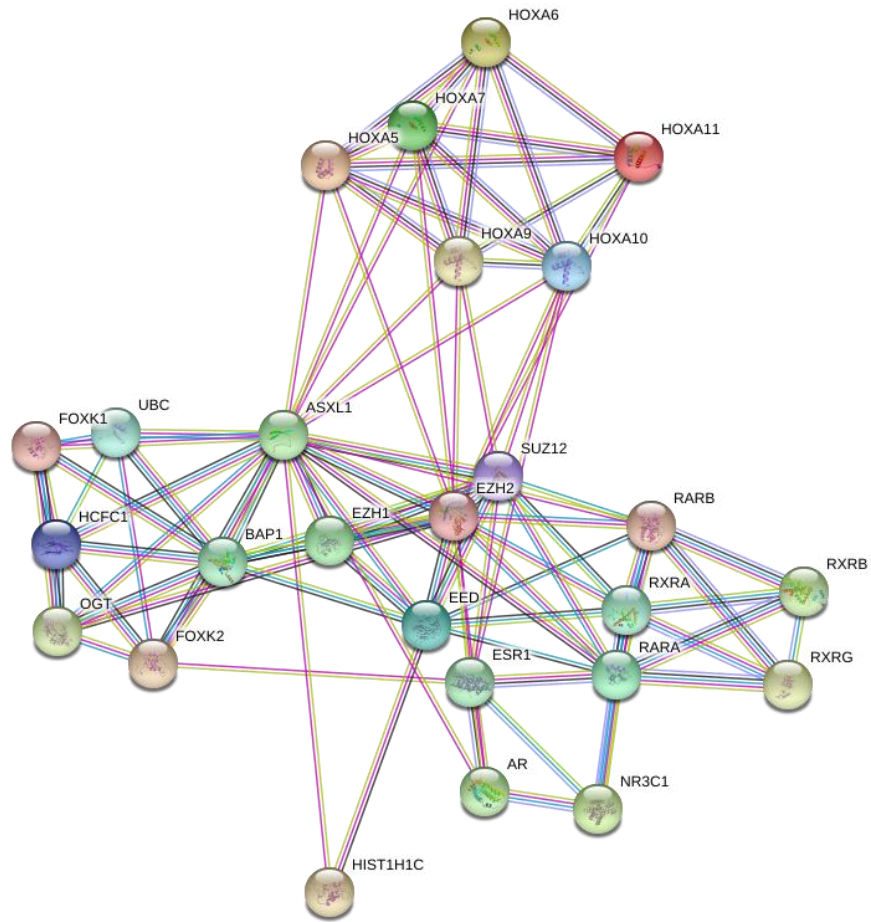 HOXA6
HOXA7
HOXA11
HOXA5
HOXA9
HOXA10
UBC
ASXL1
FOXK1
SUZ12
EZH2
RARB
HCFC1
EZH1
BAP1
RXRB
RXRA
OGT
EED
FOXK2
ESR1
RARA
RXRG
AR
NR3C1
HIST1H1C